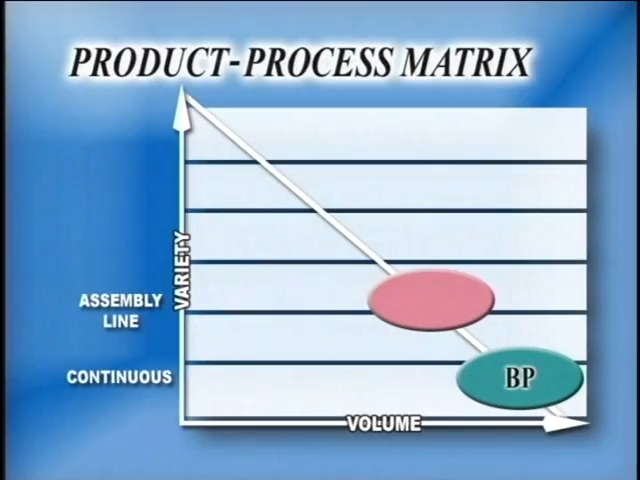 PRODUCT-PROCESS MATRIX
VARIETY
ASSEMBLY
LINE
CONTINUOUS
BP
VOLUME